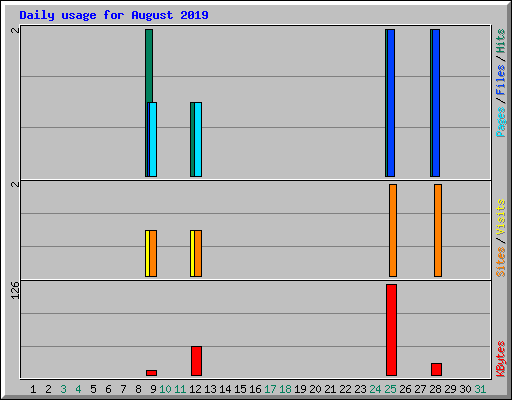 Daily usage for August 2019
2
Pages / Files / Hits
2
Sites / Visits
126
KBytes
1 2 3 4 5 6 7 8 9 10 11 12 13 14 15 16 17 18 19 20 21 22 23 24 25 26 27 28 29 30 31